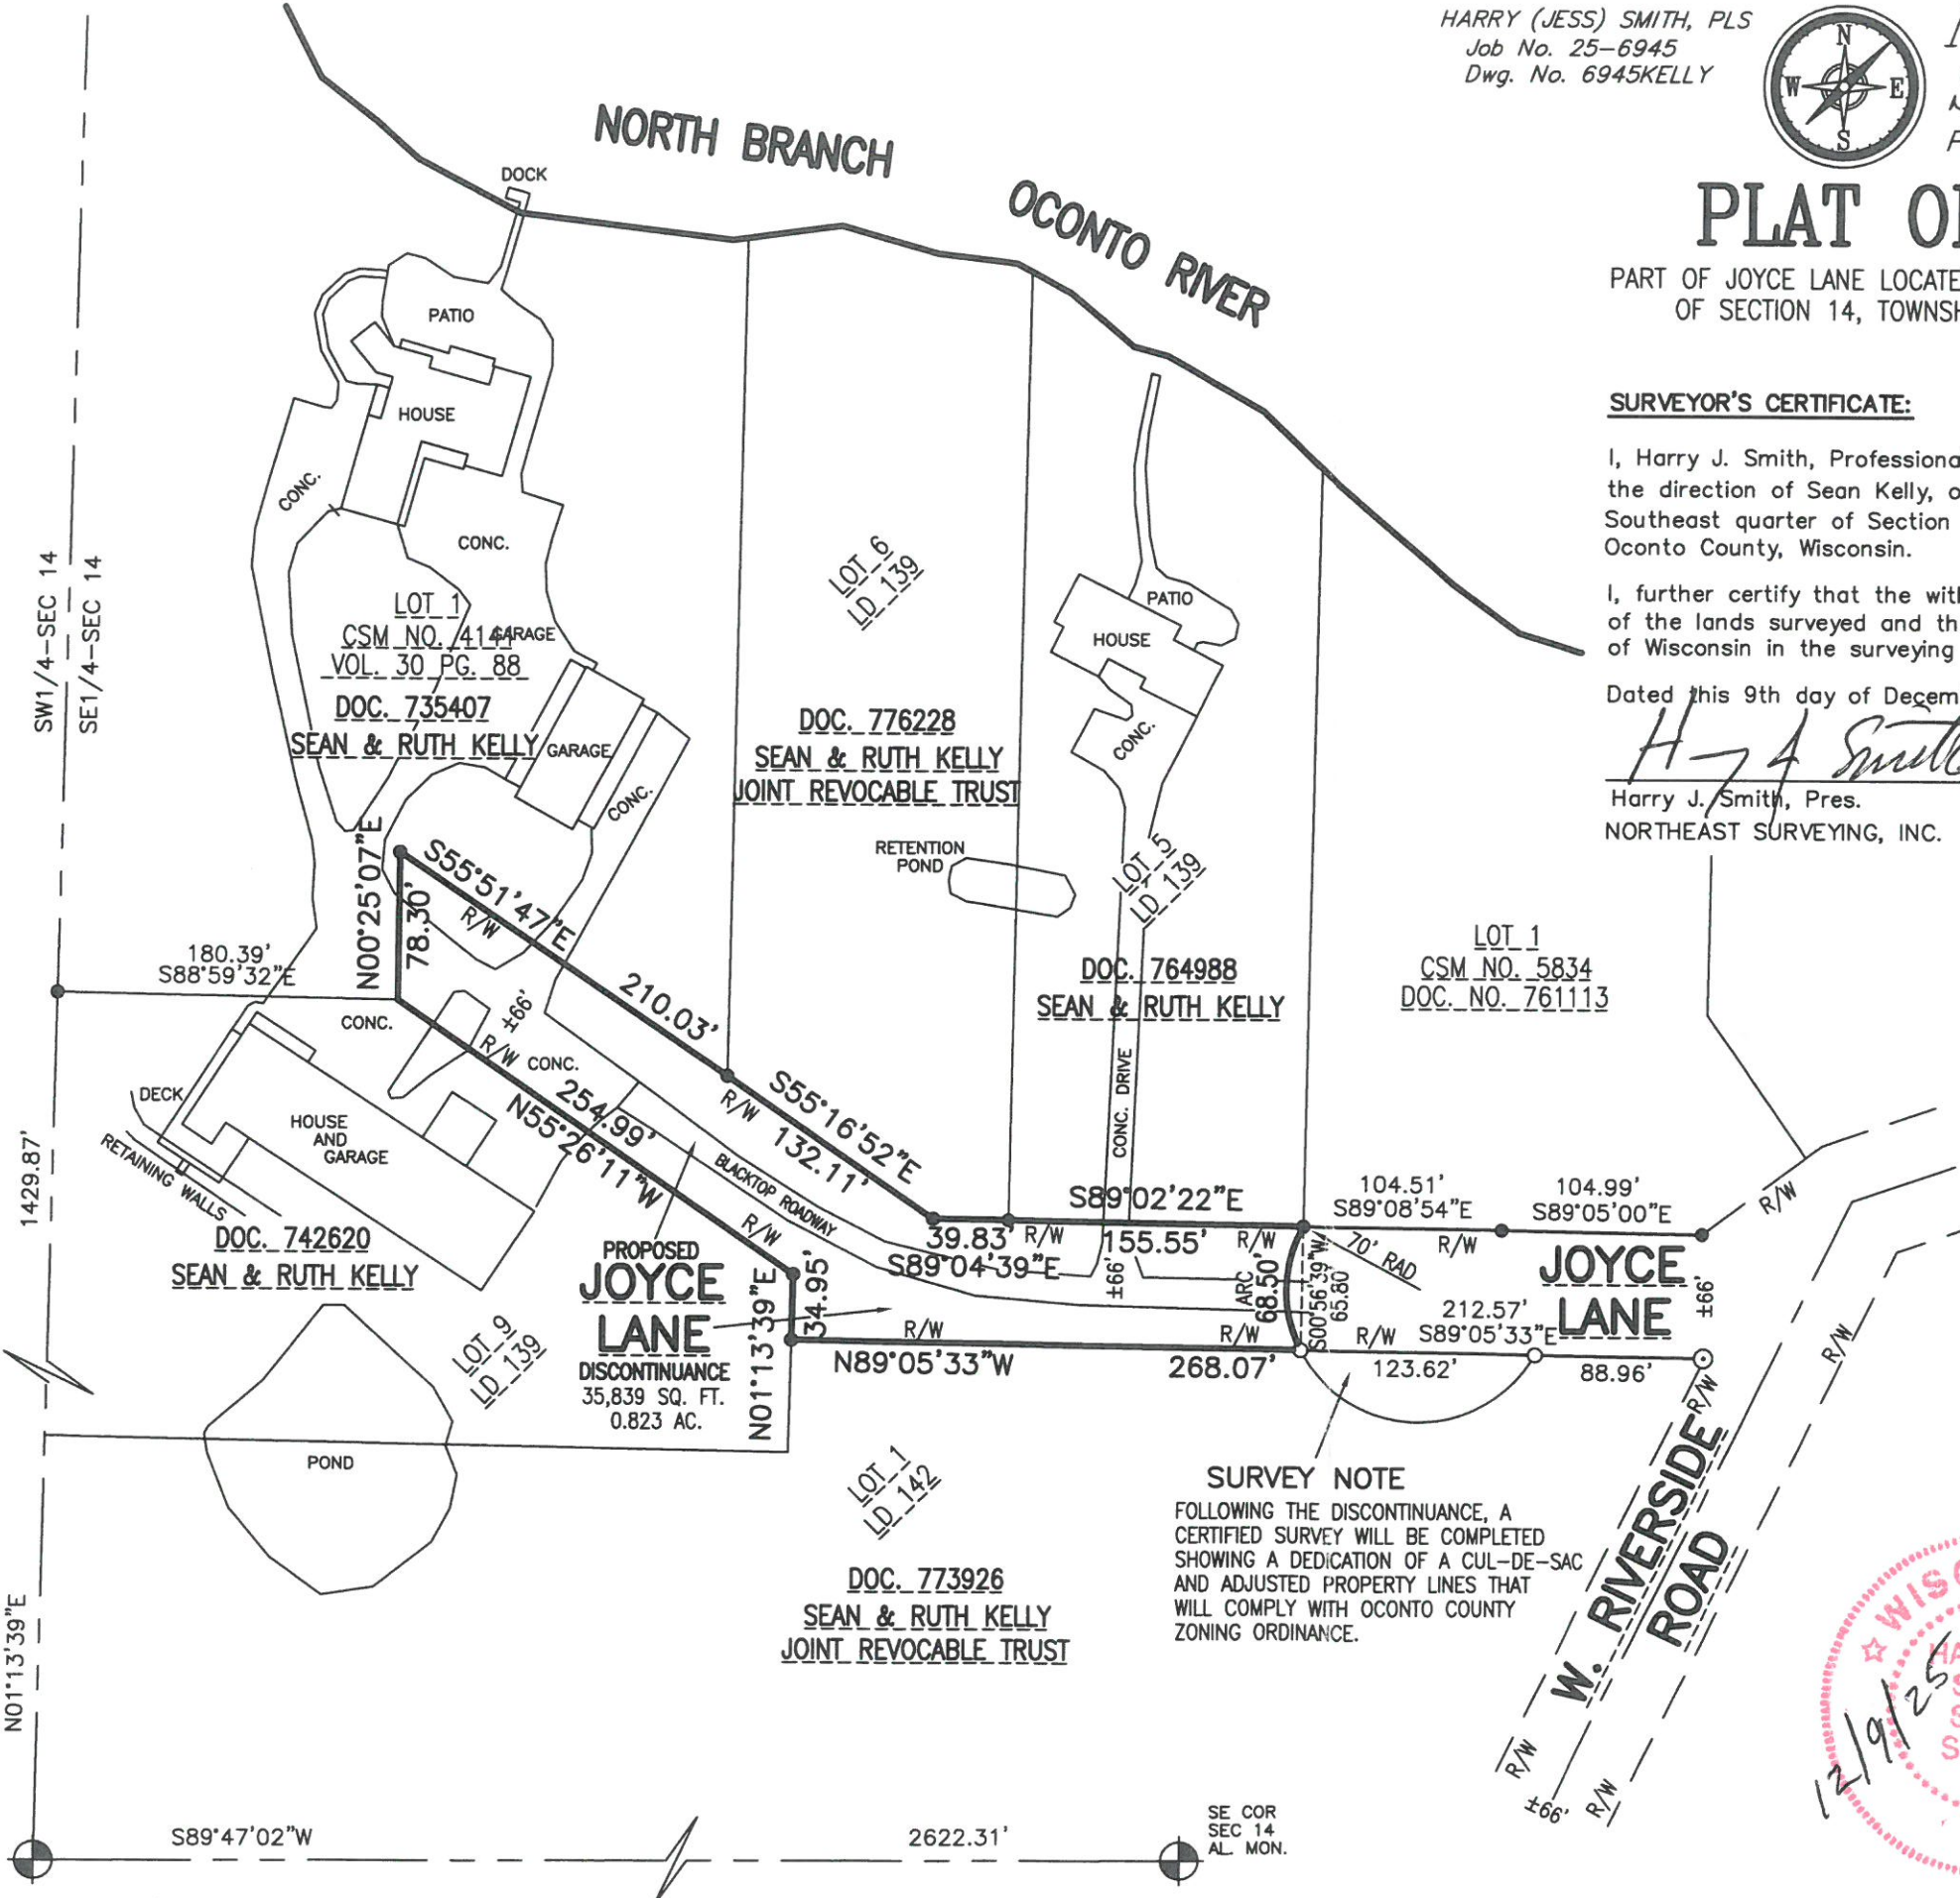 HARRY (JESS) SMITH, PLS
Job No. 25-6945
Dwg. No. 6945KELLY
N
W
E
S
PLAT
PART OF JOYCE LANE
OF SECTION 14,
SURVEYOR'S CERTIFICATE:
I, Harry J. Smith,
the direction of Sean Kelly,
Southeast quarter of Section
Oconto County, Wisconsin.
I, further certify that the
of the lands surveyed and
of Wisconsin in the surveying
Dated this 9th day of
Harry J. Smith, Pres.
NORTHEAST SURVEYING, INC.
NORTH BRANCH
OCONTO RIVER
DOCK
PATIO
HOUSE
CONC.
CONC.
SW1/4-SEC 14
SE1/4-SEC 14
LOT 1
CSM NO. 4141
GARAGE
VOL. 30 PG. 88
DOC. 735407
SEAN & RUTH KELLY
GARAGE
CONC.
LOT 6
LD 139
DOC. 776228
SEAN & RUTH KELLY
JOINT REVOCABLE TRUST
RETENTION
POND
PATIO
HOUSE
CONC.
LOT 5
LD 139
DOC. 764988
SEAN & RUTH KELLY
CONC. DRIVE
LOT 1
CSM NO. 5834
DOC. NO. 761113
N00°25'07"E
78.30'
S55°51'47"E
R/W
210.03'
180.39'
S88°59'32"E
CONC.
±66'
R/W
CONC.
254.99'
N55°26'11"W
R/W
S55°16'52"E
R/W
132.11'
BLACKTOP ROADWAY
DECK
HOUSE
AND
GARAGE
RETAINING WALLS
DOC. 742620
SEAN & RUTH KELLY
1429.87'
S89°02'22"E
39.83'
R/W
155.55'
R/W
S89°04'39"E
±66'
ARC
68.50'
S00°56'39"W
65.80'
70' RAD
104.51'
S89°08'54"E
R/W
104.99'
S89°05'00"E
R/W
JOYCE
LANE
±66'
212.57'
S89°05'33"E
R/W
123.62'
88.96'
R/W
R/W
PROPOSED
JOYCE
LANE
DISCONTINUANCE
35,839 SQ. FT.
0.823 AC.
N01°13'39"E
34.95'
R/W
R/W
N89°05'33"W
268.07'
LOT 9
LD 139
POND
LOT 1
LD 142
DOC. 773926
SEAN & RUTH KELLY
JOINT REVOCABLE TRUST
SURVEY NOTE
FOLLOWING THE DISCONTINUANCE, A
CERTIFIED SURVEY WILL BE COMPLETED
SHOWING A DEDICATION OF A CUL-DE-SAC
AND ADJUSTED PROPERTY LINES THAT
WILL COMPLY WITH OCONTO COUNTY
ZONING ORDINANCE.
W. RIVERSIDE
ROAD
R/W
±66'
R/W
12/9/25
N01°13'39"E
S89°47'02"W
2622.31'
SE COR
SEC 14
AL. MON.